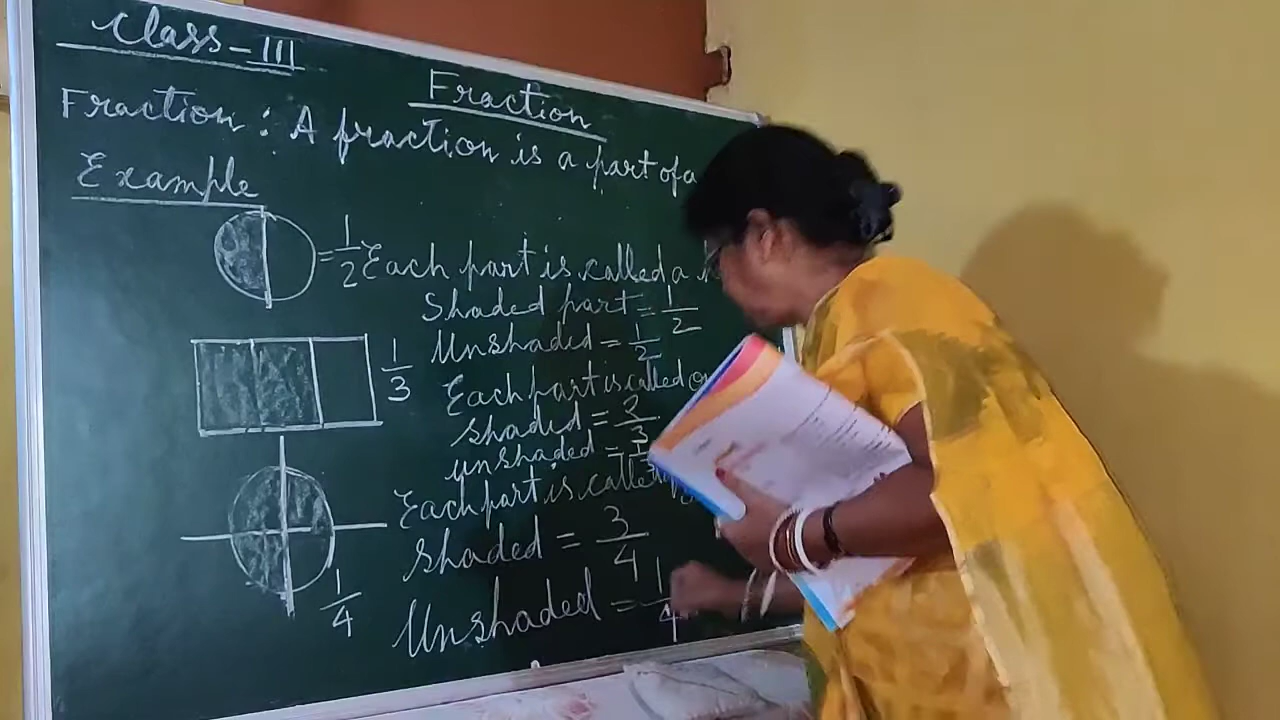 Class-III
Fraction
Fraction: A fraction is a part of a
Example
= 1/2 Each part is called a
Shaded part = 1/2
Unshaded = 1/2
1/3
Each part is called
Shaded = 2/3
unshaded = 1/3
Each part is called
Shaded = 3/4
1/4
Unshaded = 1/4